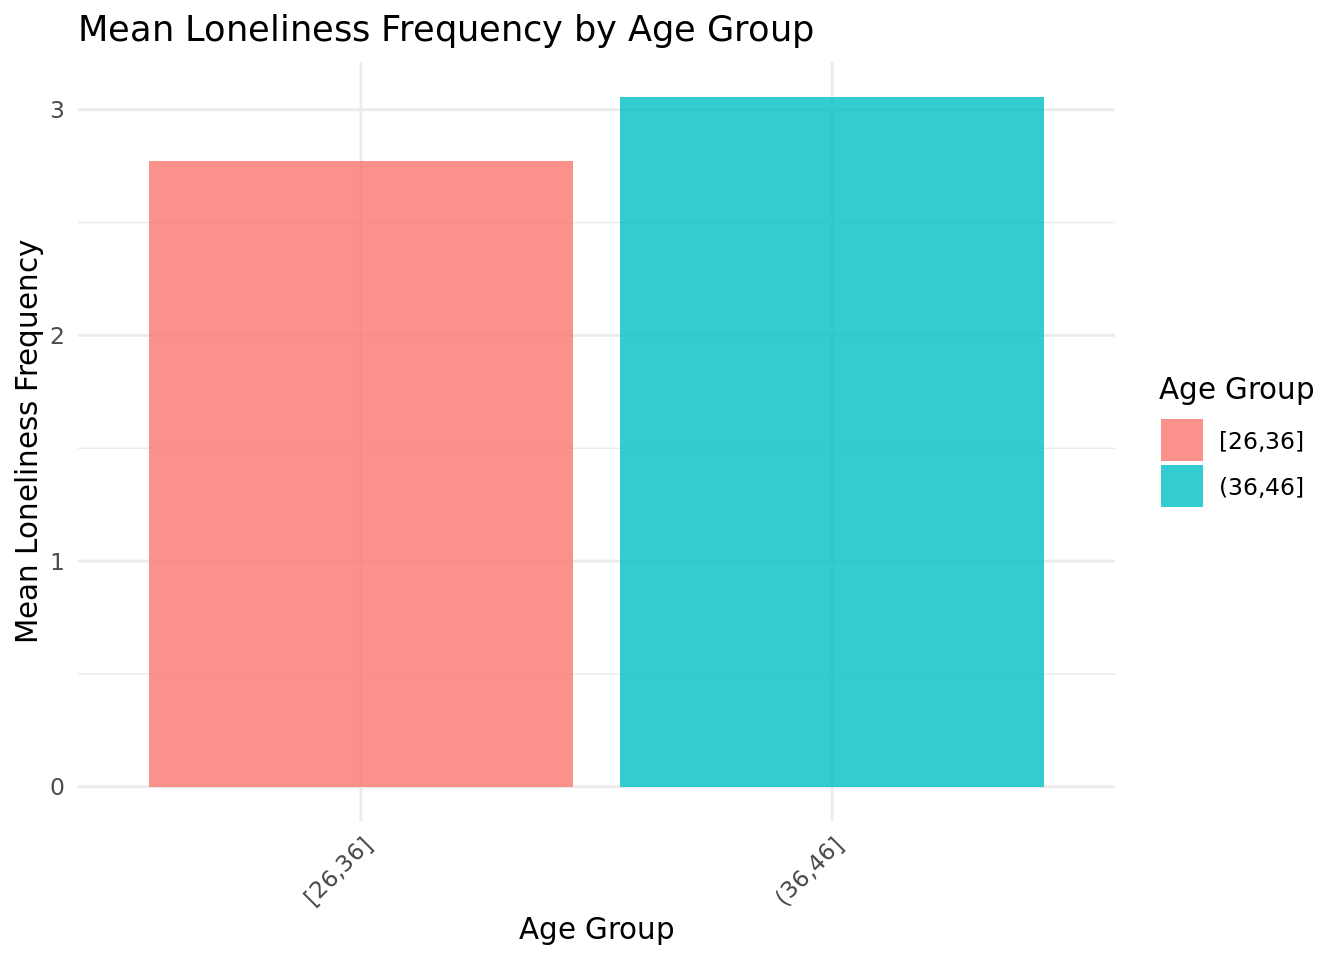 Mean Loneliness Frequency by Age Group
Mean Loneliness Frequency
3
2
1
0
[26,36]
(36,46]
Age Group
Age Group
[26,36]
(36,46]